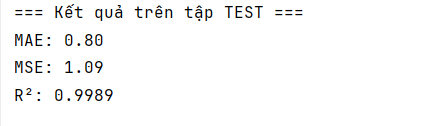 === Kết quả trên tập TEST ===
MAE: 0.80
MSE: 1.09
R²: 0.9989